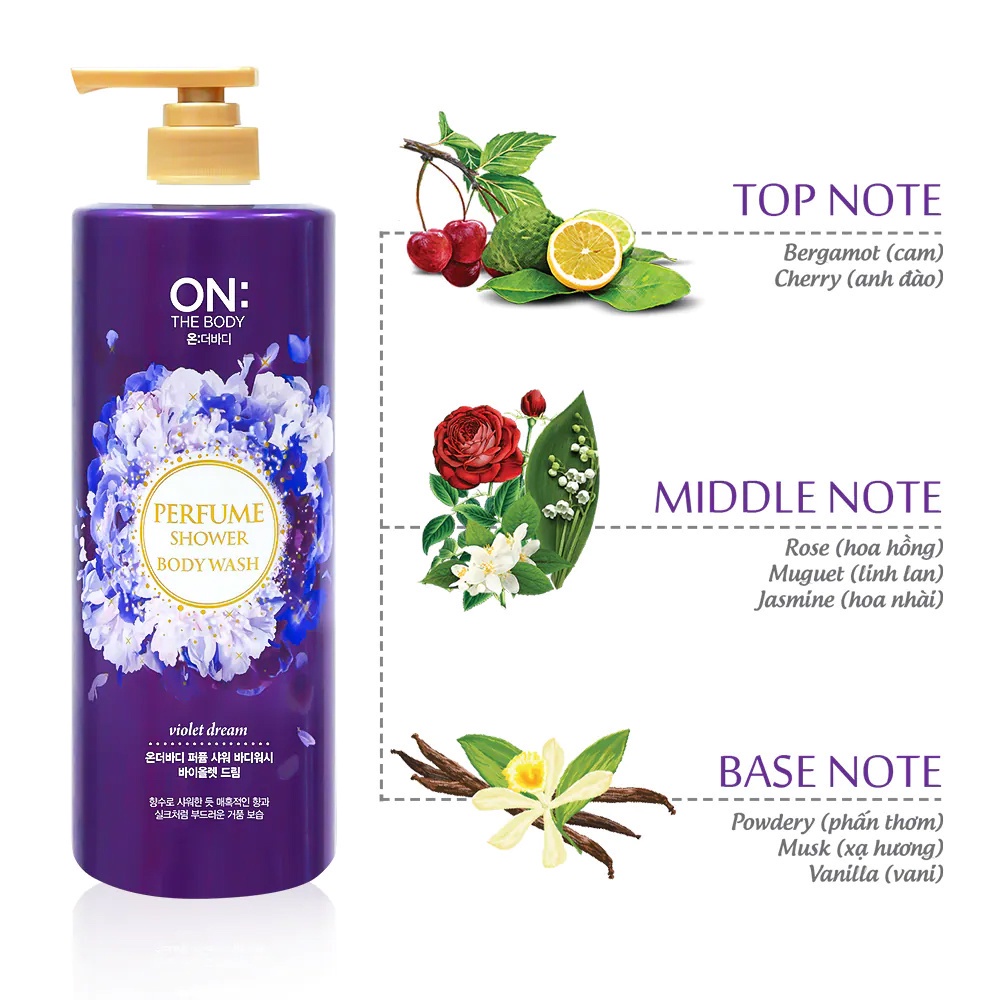 ON:
THE BODY
온:더바디
PERFUME
SHOWER
BODY WASH
violet dream
온더바디 퍼퓸 샤워 바디워시
바이올렛 드림
향수로 샤워한 듯 매혹적인 향과
실크처럼 부드러운 거품 보습
TOP NOTE
Bergamot (cam)
Cherry (anh đào)
MIDDLE NOTE
Rose (hoa hồng)
Muguet (linh lan)
Jasmine (hoa nhài)
BASE NOTE
Powdery (phấn thơm)
Musk (xạ hương)
Vanilla (vani)